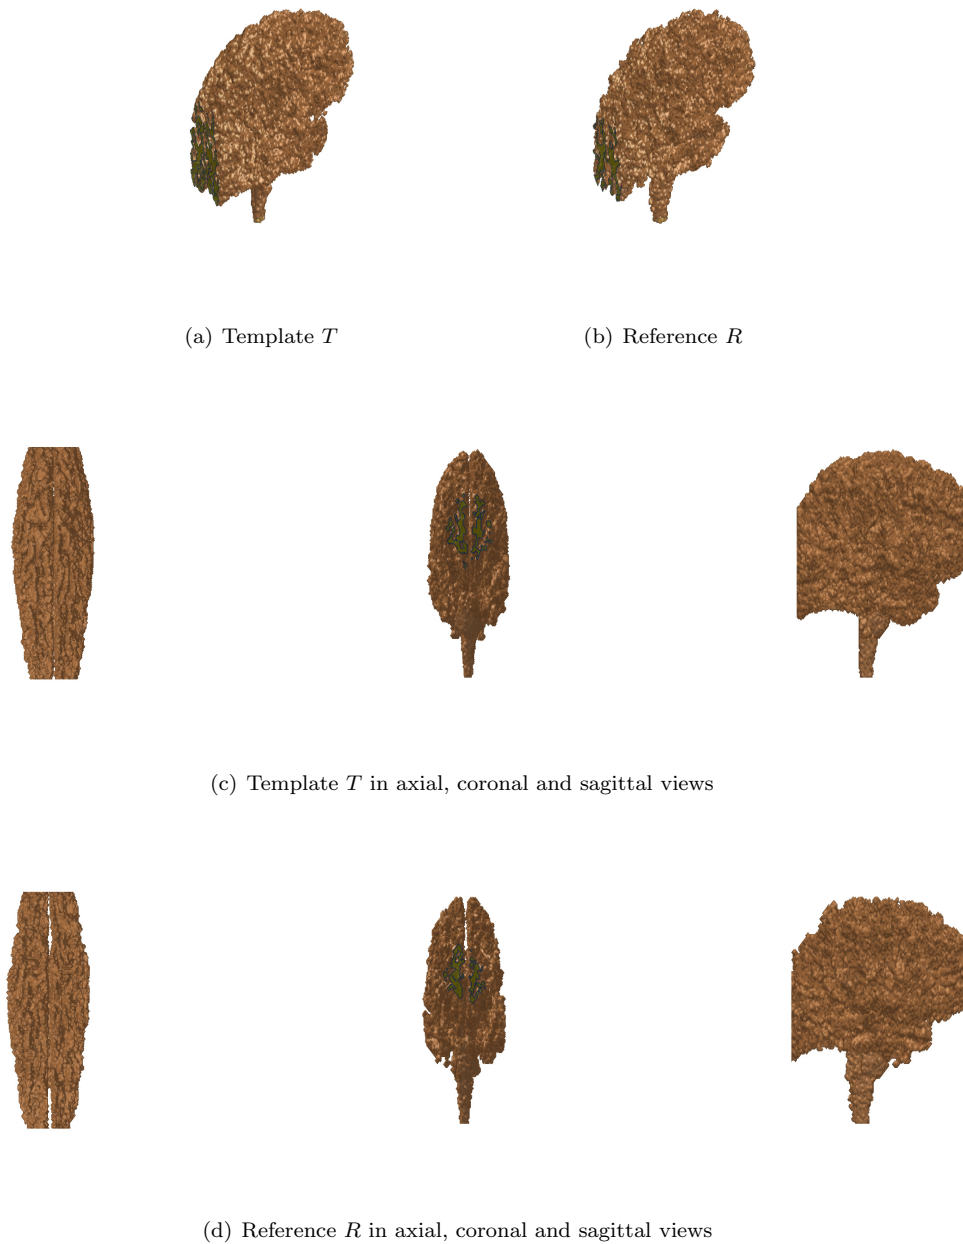 (a) Template T
(b) Reference R
(c) Template T in axial, coronal and sagittal views
(d) Reference R in axial, coronal and sagittal views